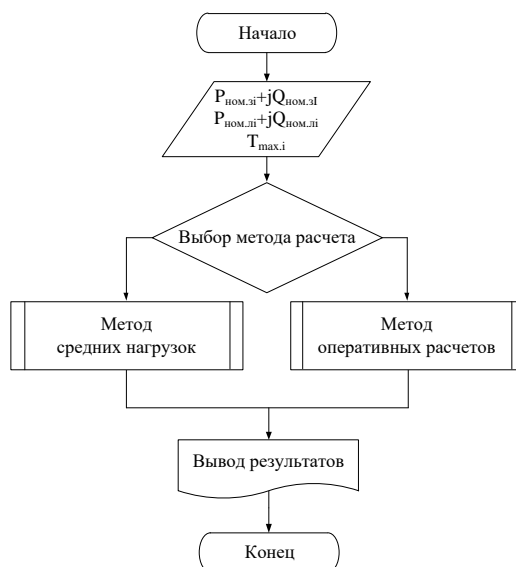 Начало
Pном.зi+jQном.зI
Pном.лi+jQном.лi
Tmax.i
Выбор метода расчета
Метод
средних нагрузок
Метод
оперативных расчетов
Вывод результатов
Конец